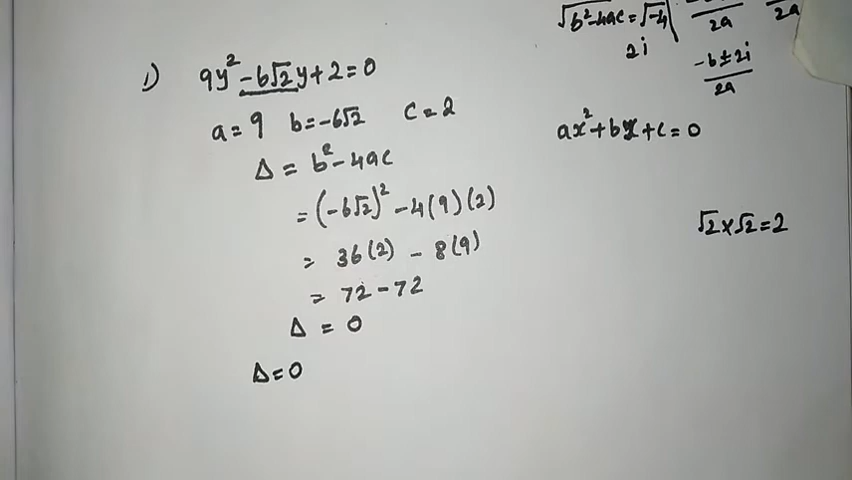 √b²-4ac = √-4
2a
2a
2i
-b±2i
2a
i) 9y² -6√2y+2=0
a=9 b=-6√2 c=2
ax²+bx+c=0
Δ = b²-4ac
= (-6√2)² -4(9)(2)
√2×√2=2
= 36(2) - 8(9)
= 72-72
Δ = 0
Δ=0